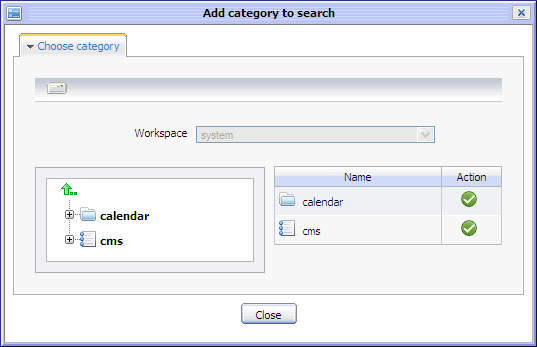 Add category to search
Choose category
Workspace system
Name Action
calendar
cms
calendar
cms
Close